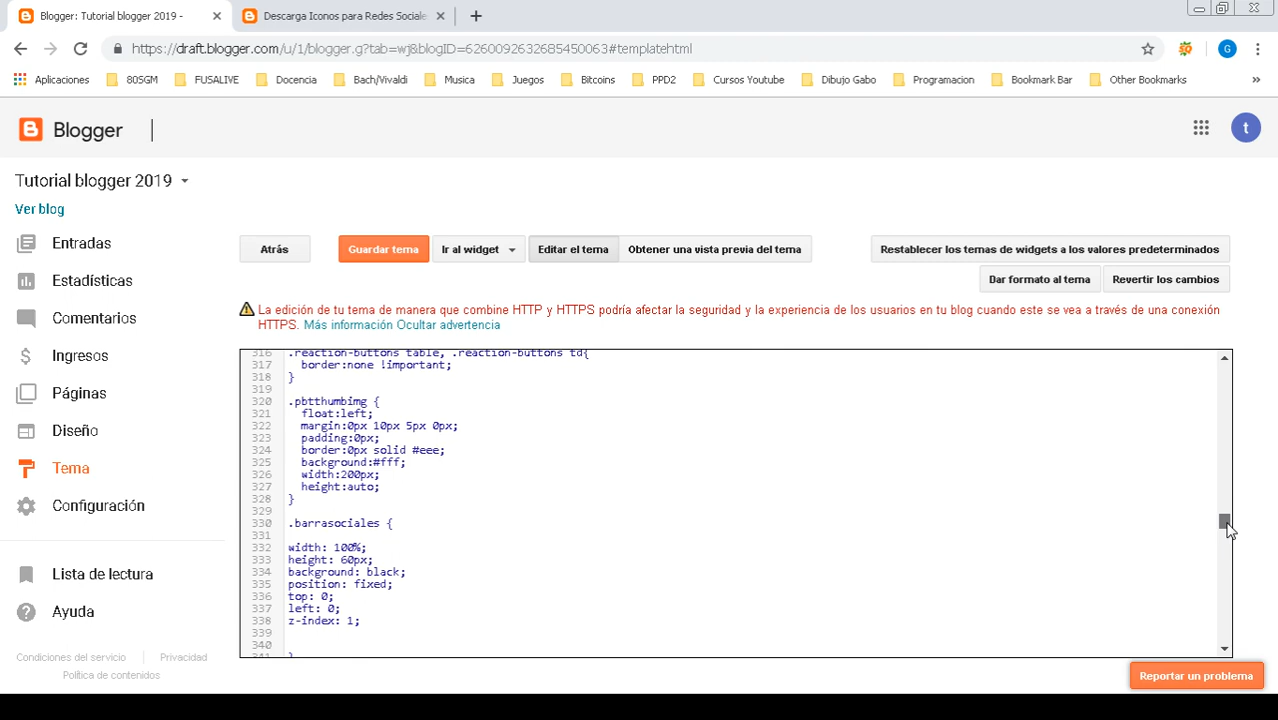 Blogger: Tutorial blogger 2019 -
Descarga Iconos para Redes Sociale
https://draft.blogger.com/u/1/blogger.g?tab=wj&blogID=6260092632685450063#templatehtml
G
Aplicaciones 80SGM FUSALIVE Docencia Bach/Vivaldi Musica Juegos Bitcoins PPD2 Cursos Youtube Dibujo Gabo Programacion Bookmark Bar Other Bookmarks »
Blogger
t
Tutorial blogger 2019
Ver blog
Entradas
Estadísticas
Comentarios
Ingresos
Páginas
Diseño
Tema
Configuración
Lista de lectura
Ayuda
Condiciones del servicio Privacidad
Política de contenidos
Atrás Guardar tema Ir al widget Editar el tema Obtener una vista previa del tema Restablecer los temas de widgets a los valores predeterminados
Dar formato al tema Revertir los cambios
La edición de tu tema de manera que combine HTTP y HTTPS podría afectar la seguridad y la experiencia de los usuarios en tu blog cuando este se vea a través de una conexión
HTTPS. Más información Ocultar advertencia
316 .reaction-buttons table, .reaction-buttons td{
317 border:none !important;
318 }
319
320 .pbtthumbimg {
321 float:left;
322 margin:0px 10px 5px 0px;
323 padding:0px;
324 border:0px solid #eee;
325 background:#fff;
326 width:200px;
327 height:auto;
328 }
329
330 .barrasociales {
331
332 width: 100%;
333 height: 60px;
334 background: black;
335 position: fixed;
336 top: 0;
337 left: 0;
338 z-index: 1;
339
340
341 }
Reportar un problema